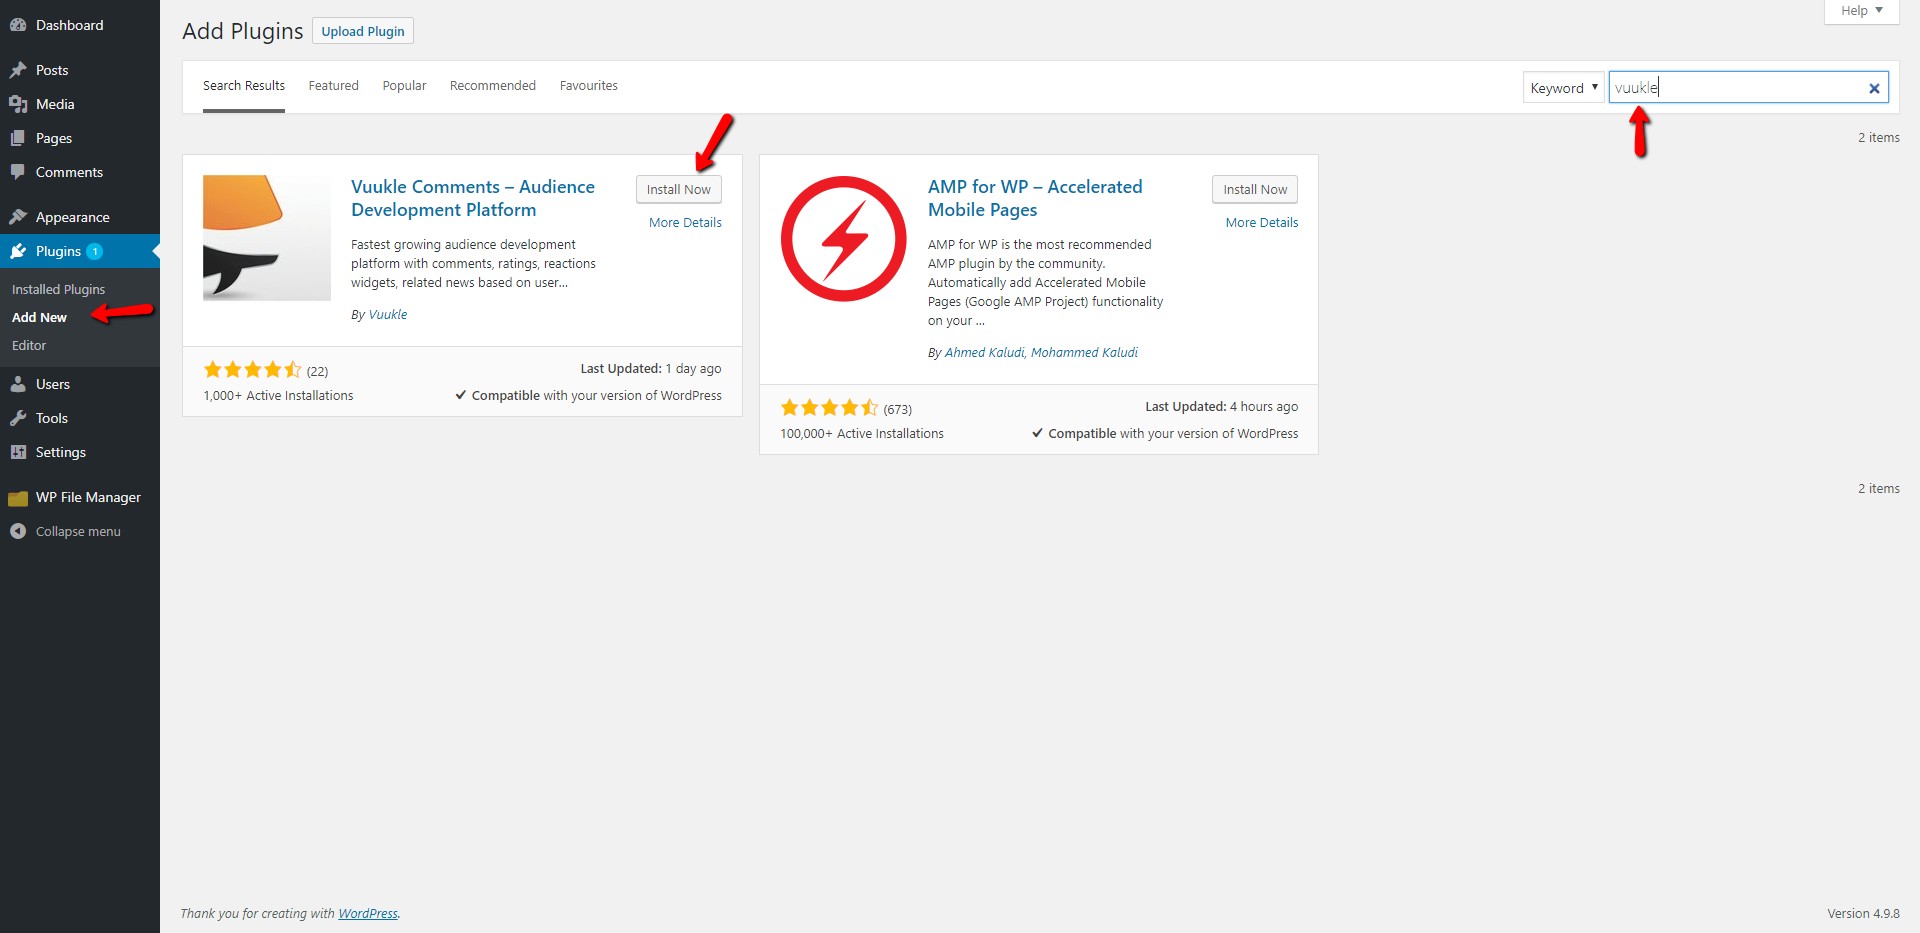 Dashboard
Posts
Media
Pages
Comments
Appearance
Plugins 1
Installed Plugins
Add New
Editor
Users
Tools
Settings
WP File Manager
Collapse menu
Help
Add Plugins Upload Plugin
Search Results Featured Popular Recommended Favourites
Keyword vuukle
2 items
Vuukle Comments – Audience
Development Platform
Install Now
More Details
Fastest growing audience development
platform with comments, ratings, reactions
widgets, related news based on user...
By Vuukle
(22)
Last Updated: 1 day ago
1,000+ Active Installations
Compatible with your version of WordPress
AMP for WP – Accelerated
Mobile Pages
Install Now
More Details
AMP for WP is the most recommended
AMP plugin by the community.
Automatically add Accelerated Mobile
Pages (Google AMP Project) functionality
on your ...
By Ahmed Kaludi, Mohammed Kaludi
(673)
Last Updated: 4 hours ago
100,000+ Active Installations
Compatible with your version of WordPress
2 items
Thank you for creating with WordPress.
Version 4.9.8